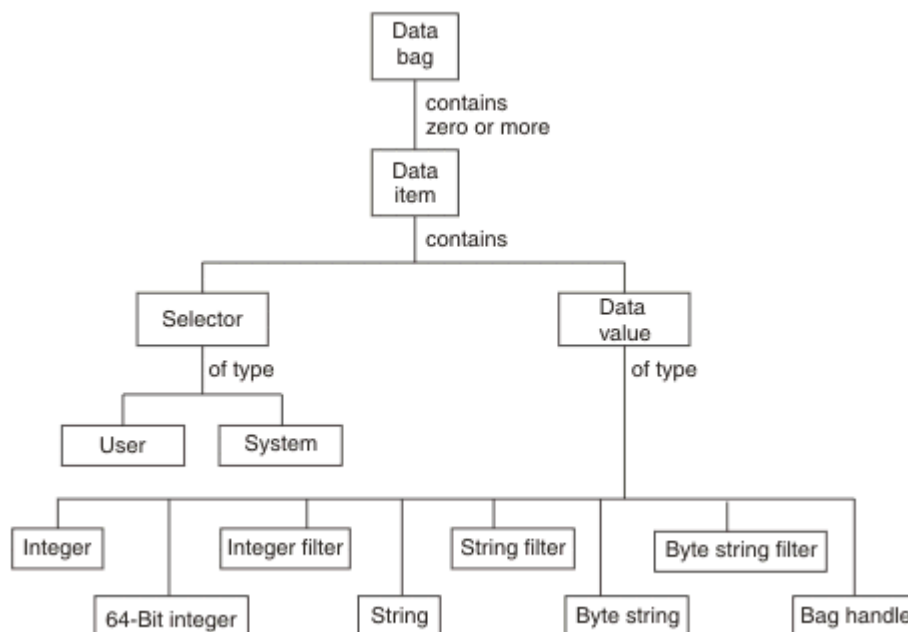 Data
bag
contains
zero or more
Data
item
contains
Selector
Data
value
of type
of type
User
System
Integer
Integer filter
String filter
Byte string filter
64-Bit integer
String
Byte string
Bag handle